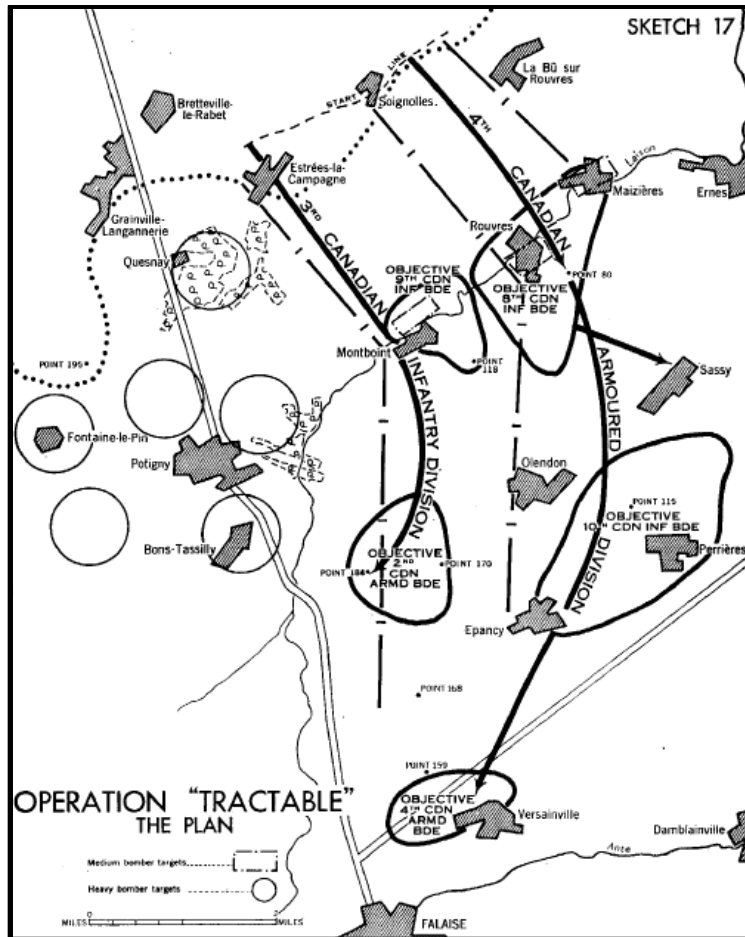 SKETCH 17
La Bû sur
Rouvres
START
LINE
Soignolles
Bretteville-
le-Rabet
4TH
CANADIAN
ARMOURED
DIVISION
Laison
Estrées-la-
Campagne
Maizières
Ernes
3RD
CANADIAN
INFANTRY DIVISION
Grainville-
Langannerie
Rouvres
Quesnay
OBJECTIVE
9TH CDN
INF BDE
POINT 80
OBJECTIVE
8TH CDN
INF BDE
Montboint
POINT 195
POINT
118
Sassy
Fontaine-le-Pin
Potigny
Olendon
POINT 115
OBJECTIVE
10TH CDN INF BDE
Bons-Tassilly
Perrières
OBJECTIVE
2ND
CDN
ARMD BDE
POINT 184
POINT 170
Epancy
POINT 168
POINT 159
OPERATION "TRACTABLE"
THE PLAN
OBJECTIVE
4TH CDN
ARMD
BDE
Versainville
Damblainville
Ante
Medium bomber targets
Heavy bomber targets
0
2
MILES
MILES
FALAISE